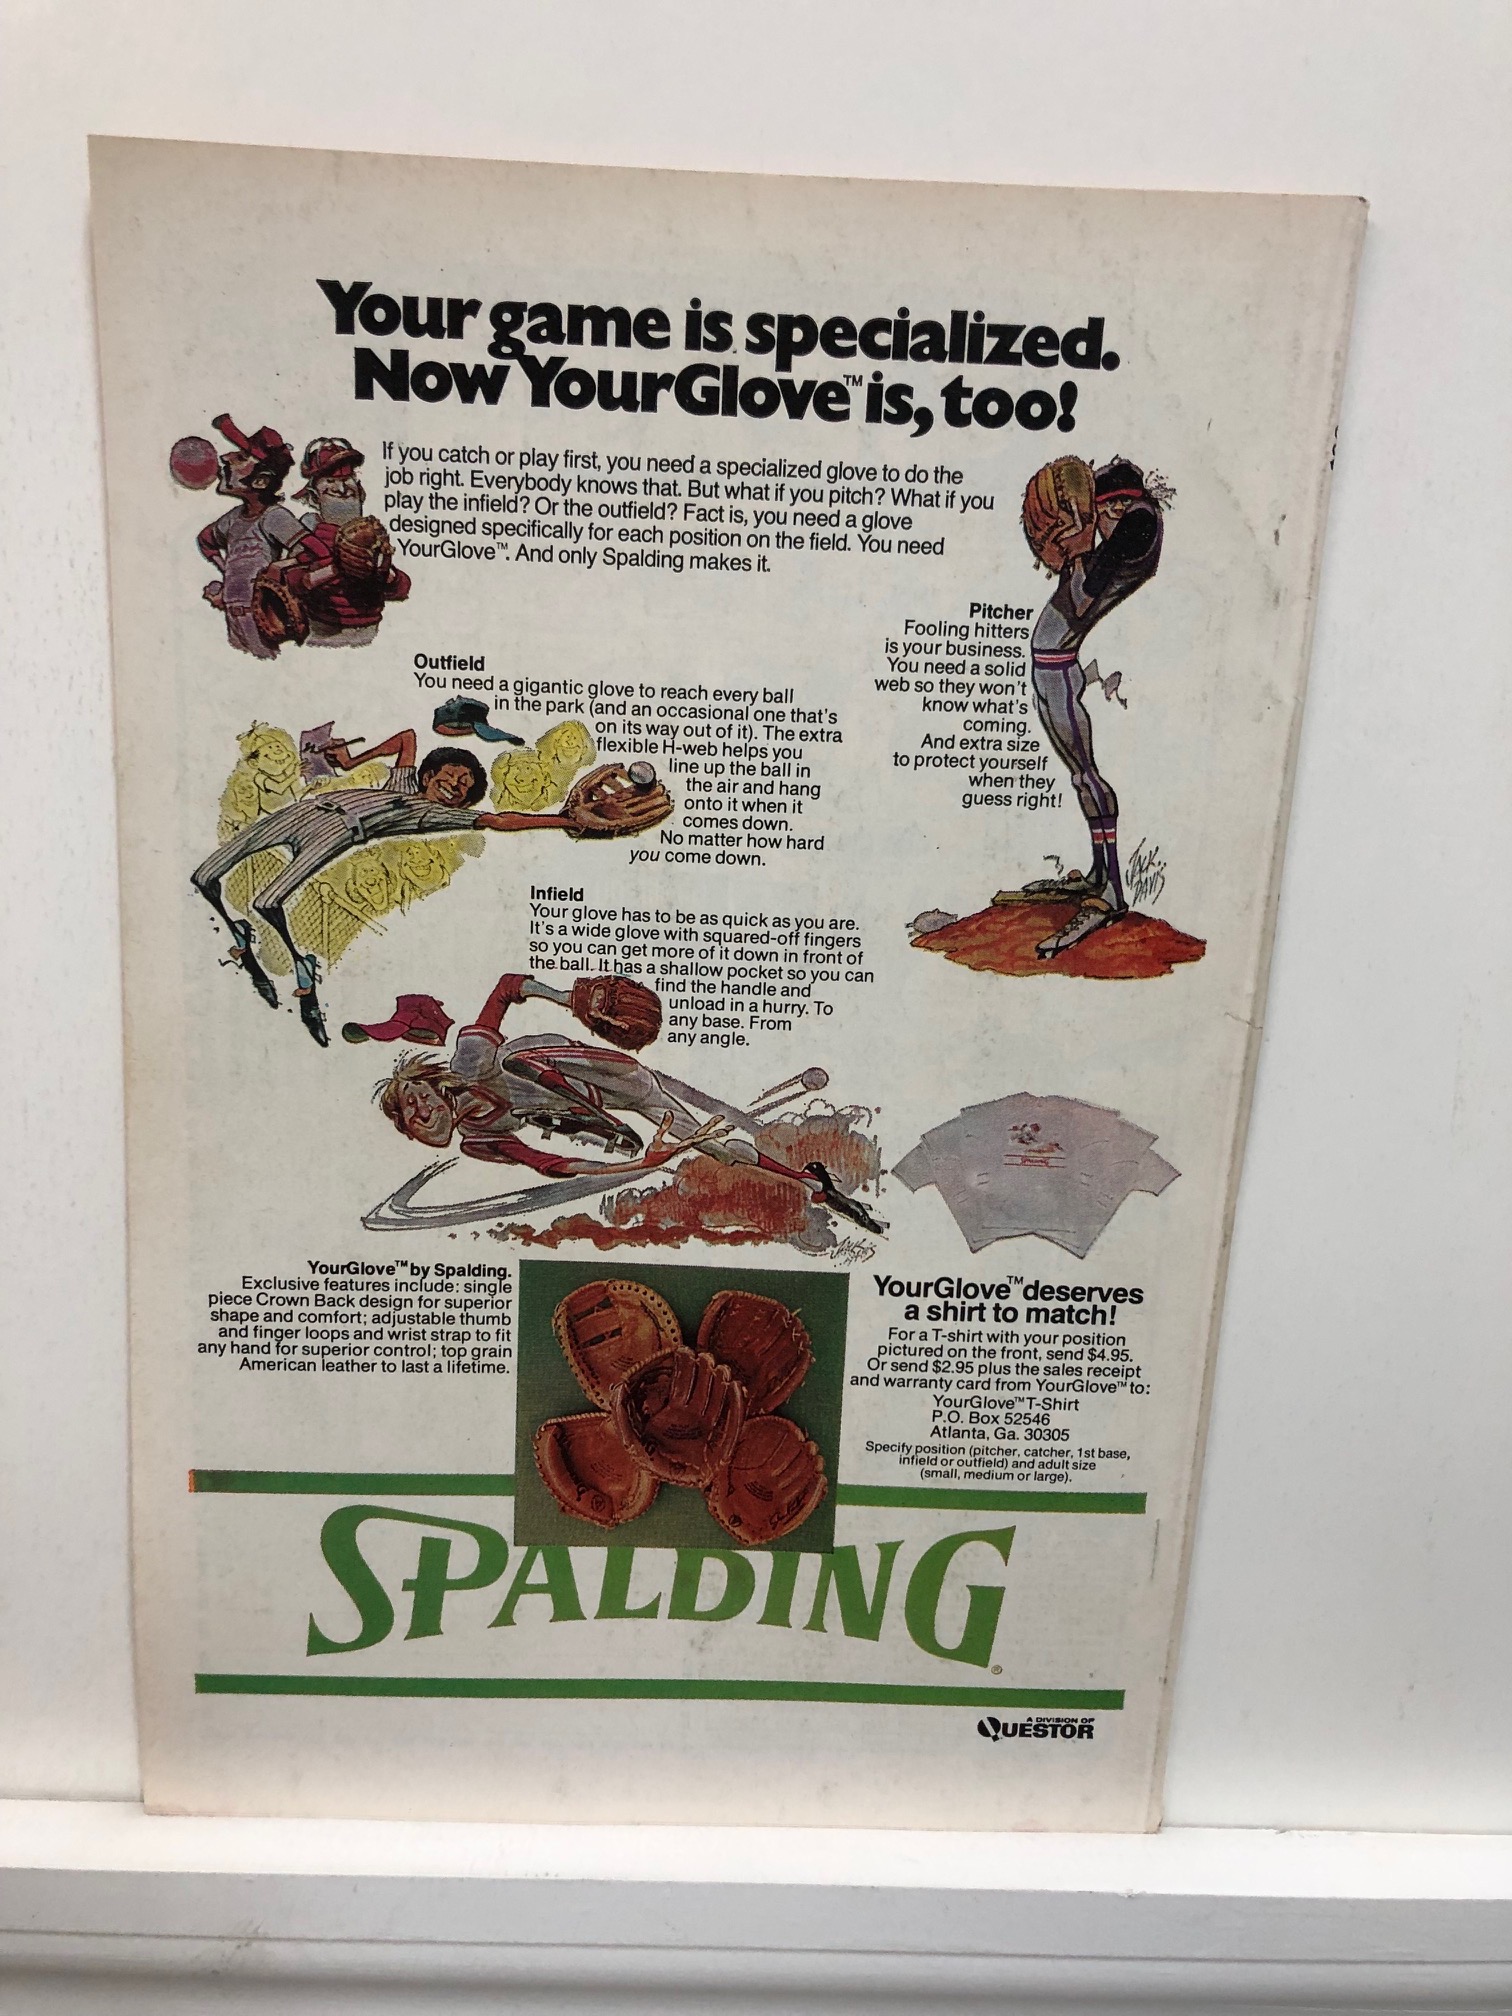 Your game is specialized.
Now YourGlove™ is, too!
If you catch or play first, you need a specialized glove to do the
job right. Everybody knows that. But what if you pitch? What if you
play the infield? Or the outfield? Fact is, you need a glove
designed specifically for each position on the field. You need
YourGlove™. And only Spalding makes it.
Pitcher
Fooling hitters
is your business.
You need a solid
web so they won't
know what's
coming.
And extra size
to protect yourself
when they
guess right!
JACK DAVIS
Outfield
You need a gigantic glove to reach every ball
in the park (and an occasional one that's
on its way out of it). The extra
flexible H-web helps you
line up the ball in
the air and hang
onto it when it
comes down.
No matter how hard
you come down.
Infield
Your glove has to be as quick as you are.
It's a wide glove with squared-off fingers
so you can get more of it down in front of
the ball. It has a shallow pocket so you can
find the handle and
unload in a hurry. To
any base. From
any angle.
JACK DAVIS
SPALDING
YourGlove™ by Spalding.
Exclusive features include: single
piece Crown Back design for superior
shape and comfort; adjustable thumb
and finger loops and wrist strap to fit
any hand for superior control; top grain
American leather to last a lifetime.
YourGlove™ deserves
a shirt to match!
For a T-shirt with your position
pictured on the front, send $4.95.
Or send $2.95 plus the sales receipt
and warranty card from YourGlove™ to:
YourGlove™ T-Shirt
P.O. Box 52546
Atlanta, Ga. 30305
Specify position (pitcher, catcher, 1st base,
infield or outfield) and adult size
(small, medium or large).
SPALDING®
A DIVISION OF
QUESTOR